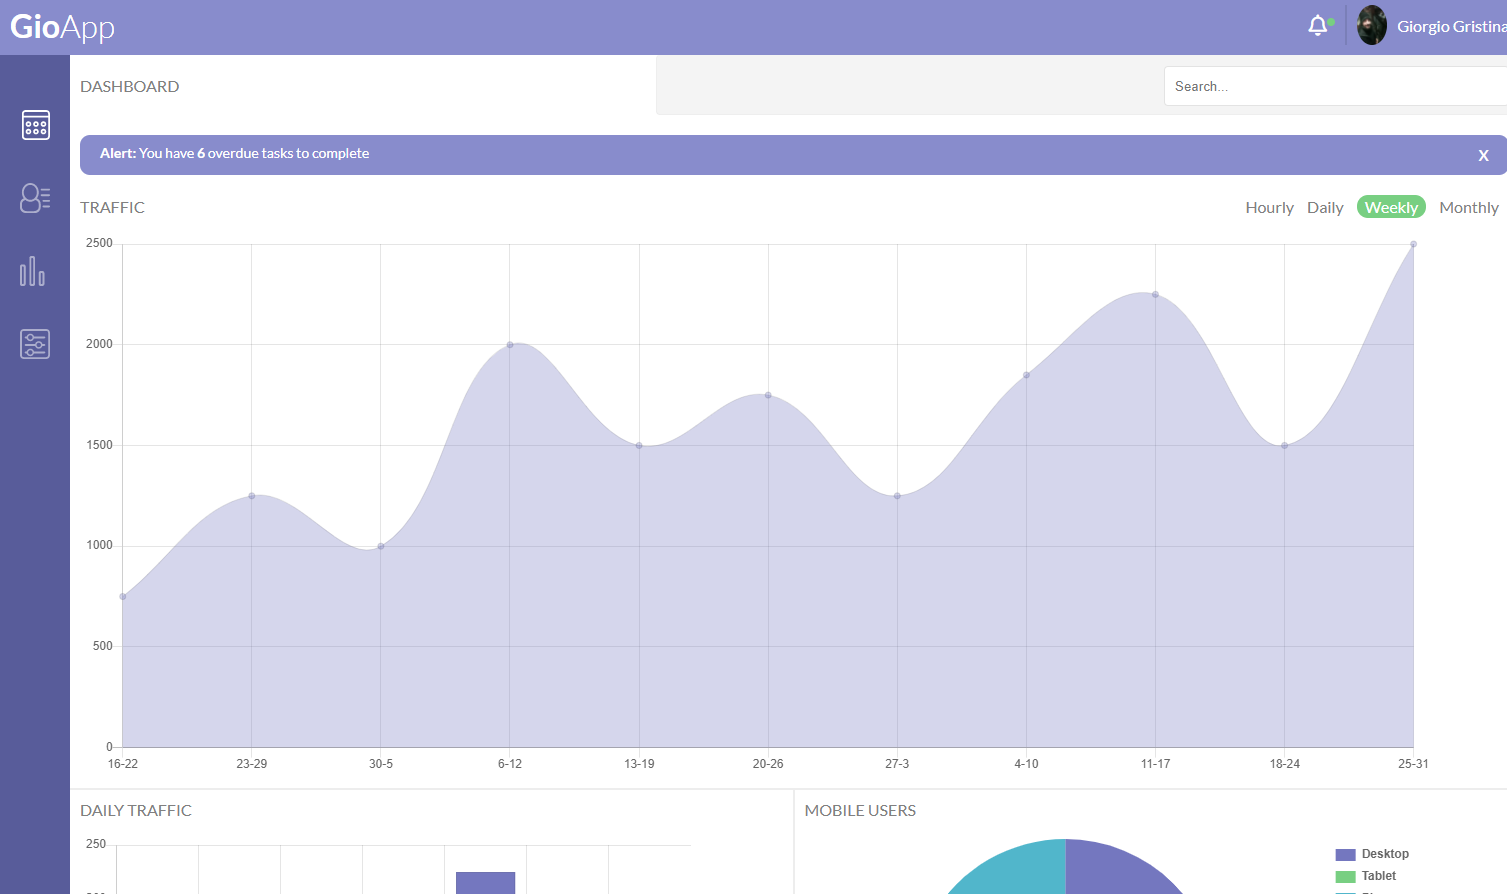 GioApp
Giorgio Gristina
DASHBOARD
Search...
Alert: You have 6 overdue tasks to complete
X
TRAFFIC
Hourly Daily Weekly Monthly
2500
2000
1500
1000
500
0
16-22 23-29 30-5 6-12 13-19 20-26 27-3 4-10 11-17 18-24 25-31
DAILY TRAFFIC
MOBILE USERS
250
Desktop
Tablet